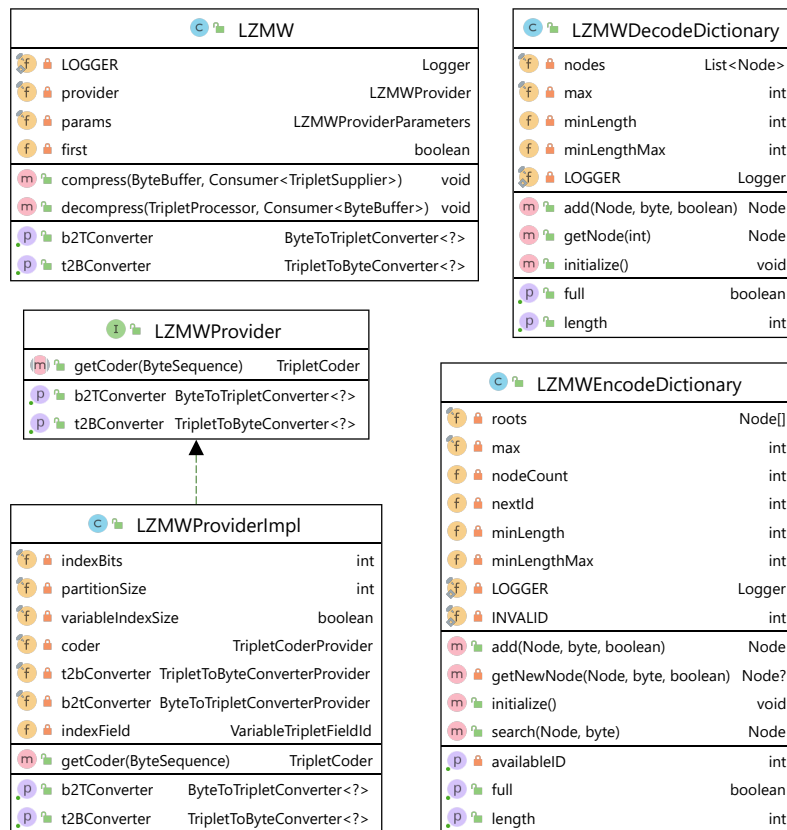 C LZMW
f LOGGER Logger
f provider LZMWProvider
f params LZMWProviderParameters
f first boolean
m compress(ByteBuffer, Consumer<TripletSupplier>) void
m decompress(TripletProcessor, Consumer<ByteBuffer>) void
p b2TConverter ByteToTripletConverter<?>
p t2BConverter TripletToByteConverter<?>
C LZMWDecodeDictionary
f nodes List<Node>
f max int
f minLength int
f minLengthMax int
f LOGGER Logger
m add(Node, byte, boolean) Node
m getNode(int) Node
m initialize() void
p full boolean
p length int
I LZMWProvider
m getCoder(ByteSequence) TripletCoder
p b2TConverter ByteToTripletConverter<?>
p t2BConverter TripletToByteConverter<?>
C LZMWEncodeDictionary
f roots Node[]
f max int
f nodeCount int
f nextId int
f minLength int
f minLengthMax int
f LOGGER Logger
f INVALID int
m add(Node, byte, boolean) Node
m getNewNode(Node, byte, boolean) Node?
m initialize() void
m search(Node, byte) Node
p availableID int
p full boolean
p length int
C LZMWProviderImpl
f indexBits int
f partitionSize int
f variableIndexSize boolean
f coder TripletCoderProvider
f t2bConverter TripletToByteConverterProvider
f b2tConverter ByteToTripletConverterProvider
f indexField VariableTripletFieldId
m getCoder(ByteSequence) TripletCoder
p b2TConverter ByteToTripletConverter<?>
p t2BConverter TripletToByteConverter<?>